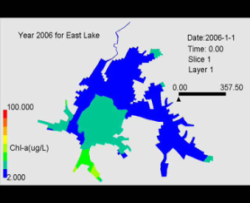 Year 2006 for East Lake
Date:2006-1-1
Time: 0.00
Slice 1
Layer 1
0.00 357.50
100.000
Chl-a(ug/L)
2.000